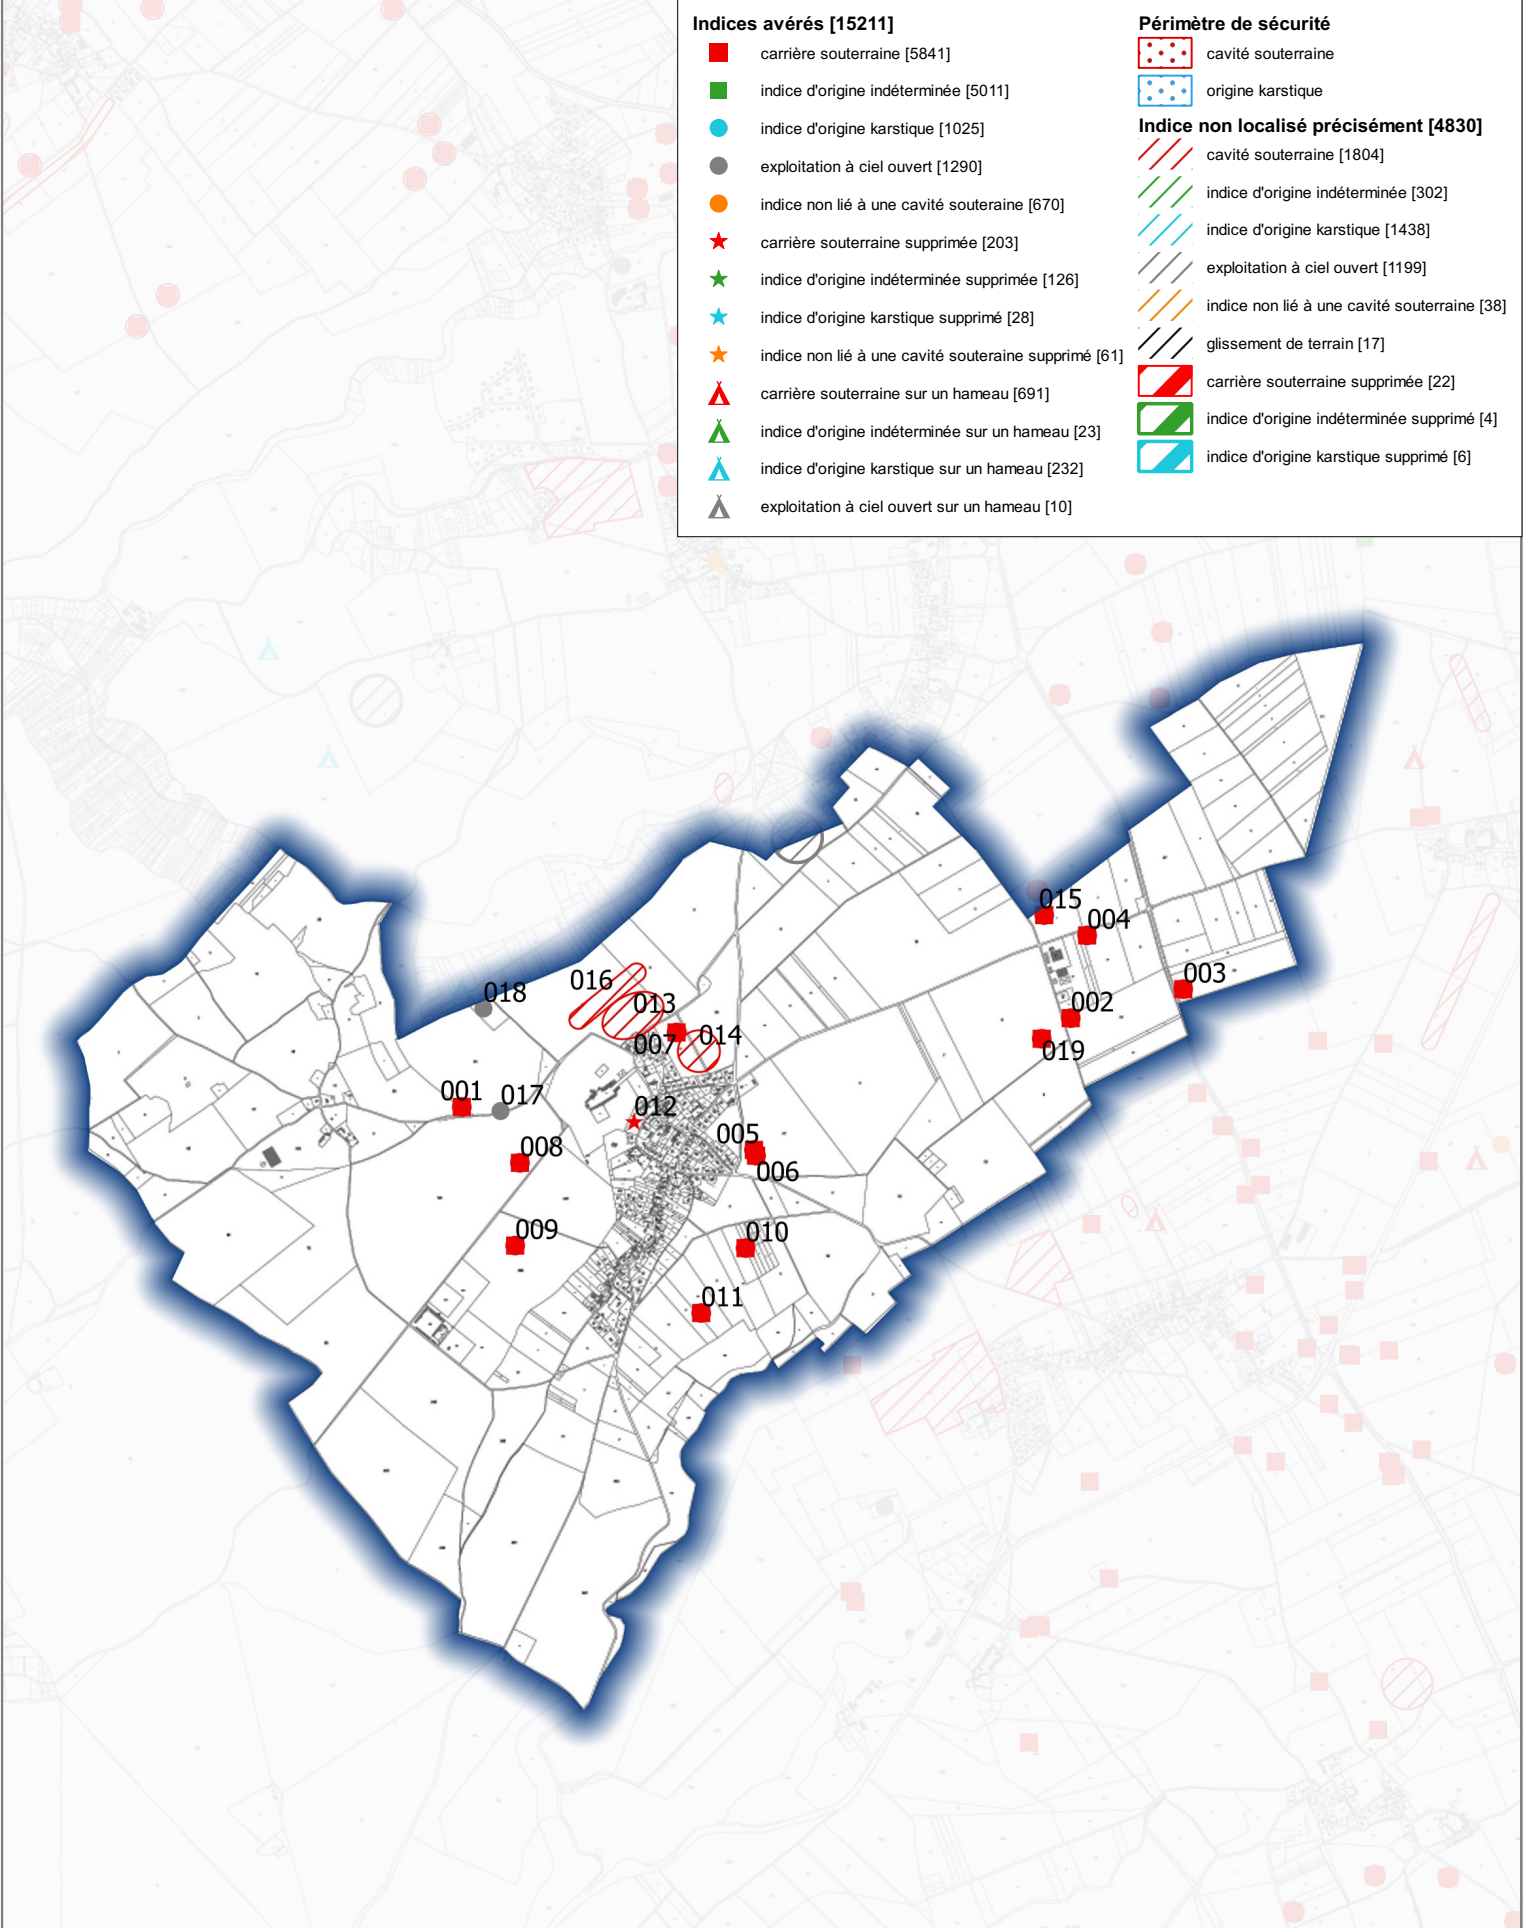 Indices avérés [15211]
carrière souterraine [5841]
indice d'origine indéterminée [5011]
indice d'origine karstique [1025]
exploitation à ciel ouvert [1290]
indice non lié à une cavité souteraine [670]
carrière souterraine supprimée [203]
indice d'origine indéterminée supprimée [126]
indice d'origine karstique supprimé [28]
indice non lié à une cavité souteraine supprimé [61]
carrière souterraine sur un hameau [691]
indice d'origine indéterminée sur un hameau [23]
indice d'origine karstique sur un hameau [232]
exploitation à ciel ouvert sur un hameau [10]
Périmètre de sécurité
cavité souterraine
origine karstique
Indice non localisé précisément [4830]
cavité souterraine [1804]
indice d'origine indéterminée [302]
indice d'origine karstique [1438]
exploitation à ciel ouvert [1199]
indice non lié à une cavité souterraine [38]
glissement de terrain [17]
carrière souterraine supprimée [22]
indice d'origine indéterminée supprimé [4]
indice d'origine karstique supprimé [6]
015
004
003
016
018
013
002
014
007
019
001
017
012
005
008
006
009
010
011